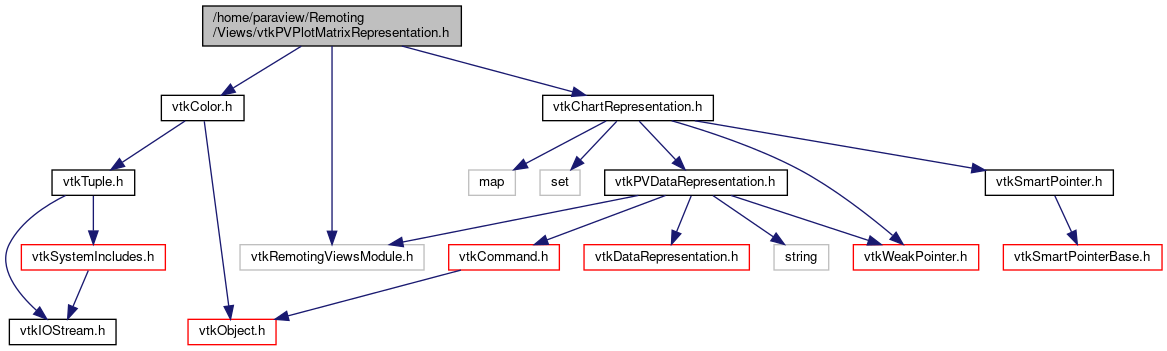 /home/paraview/Remoting
/Views/vtkPVPlotMatrixRepresentation.h
vtkColor.h
vtkChartRepresentation.h
vtkTuple.h
map
set
vtkPVDataRepresentation.h
vtkSmartPointer.h
vtkSystemIncludes.h
vtkRemotingViewsModule.h
vtkCommand.h
vtkDataRepresentation.h
string
vtkWeakPointer.h
vtkSmartPointerBase.h
vtkIOStream.h
vtkObject.h